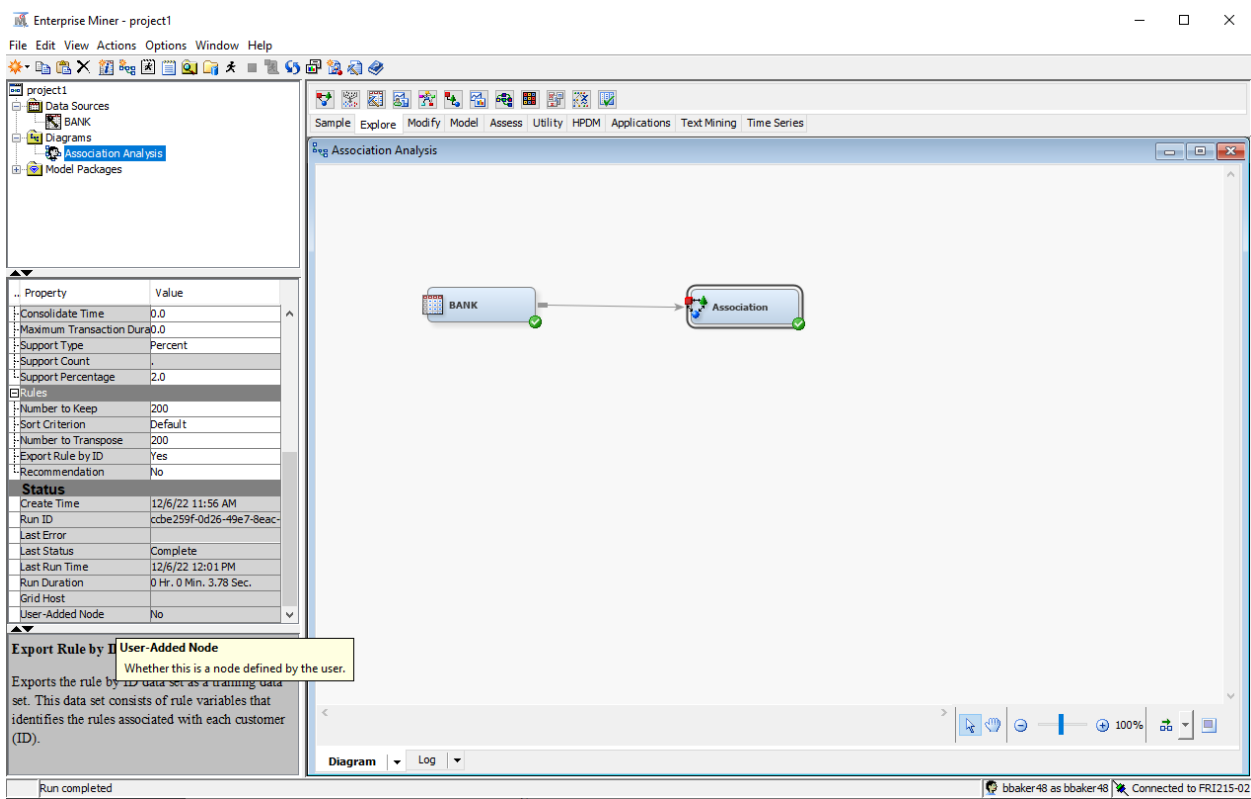 Enterprise Miner - project1
File Edit View Actions Options Window Help
project1
Data Sources
BANK
Diagrams
Association Analysis
Model Packages
.. Property Value
Consolidate Time 0.0
Maximum Transaction Dura 0.0
Support Type Percent
Support Count .
Support Percentage 2.0
Rules
Number to Keep 200
Sort Criterion Default
Number to Transpose 200
Export Rule by ID Yes
Recommendation No
Status
Create Time 12/6/22 11:56 AM
Run ID ccbe259f-0d26-49e7-8eac-
Last Error
Last Status Complete
Last Run Time 12/6/22 12:01 PM
Run Duration 0 Hr. 0 Min. 3.78 Sec.
Grid Host
User-Added Node No
Export Rule by I
User-Added Node
Whether this is a node defined by the user.
Exports the rule by ID data set as a training data
set. This data set consists of rule variables that
identifies the rules associated with each customer
(ID).
Sample Explore Modify Model Assess Utility HPDM Applications Text Mining Time Series
Association Analysis
BANK
Association
100%
Diagram Log
Run completed
bbaker48 as bbaker48 Connected to FRI215-02